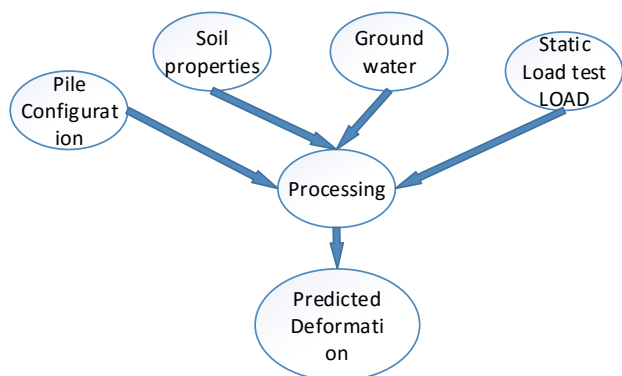 Pile
Configurat
ion
Soil
properties
Ground
water
Static
Load test
LOAD
Processing
Predicted
Deformati
on